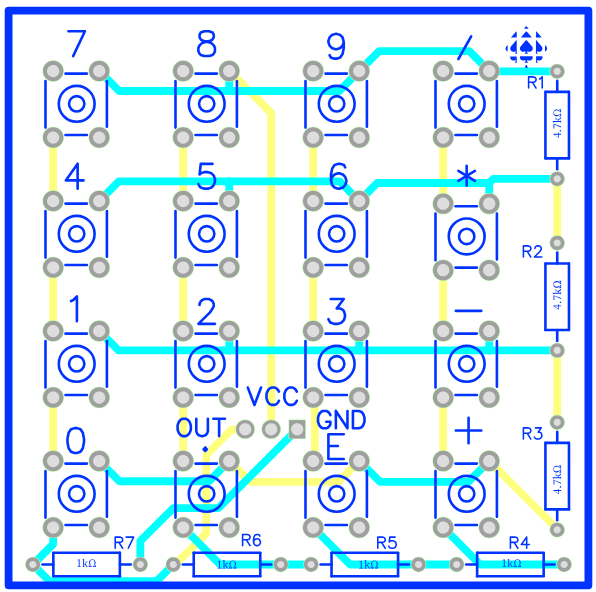 7 8 9 /
R1
4.7kΩ
4 5 6 *
R2
4.7kΩ
1 2 3 −
VCC
OUT GND
0 E + R3
4.7kΩ
R7 R6 R5 R4
1kΩ 1kΩ 1kΩ 1kΩ